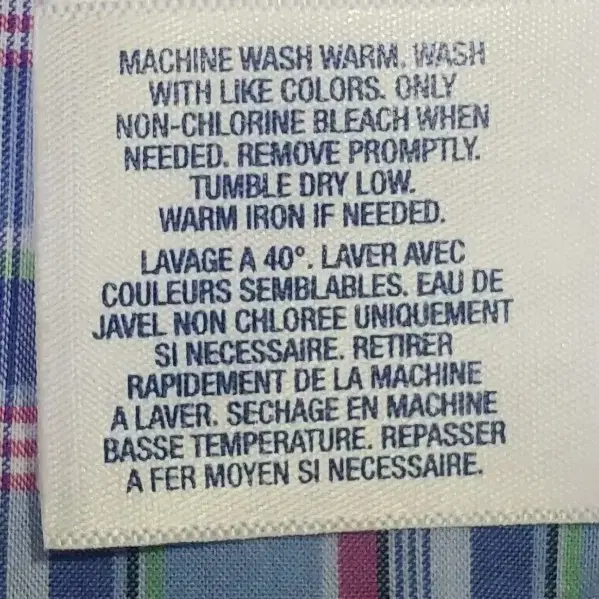 MACHINE WASH WARM. WASH
WITH LIKE COLORS. ONLY
NON-CHLORINE BLEACH WHEN
NEEDED. REMOVE PROMPTLY.
TUMBLE DRY LOW.
WARM IRON IF NEEDED.
LAVAGE A 40°. LAVER AVEC
COULEURS SEMBLABLES. EAU DE
JAVEL NON CHLOREE UNIQUEMENT
SI NECESSAIRE. RETIRER
RAPIDEMENT DE LA MACHINE
A LAVER. SECHAGE EN MACHINE
BASSE TEMPERATURE. REPASSER
A FER MOYEN SI NECESSAIRE.